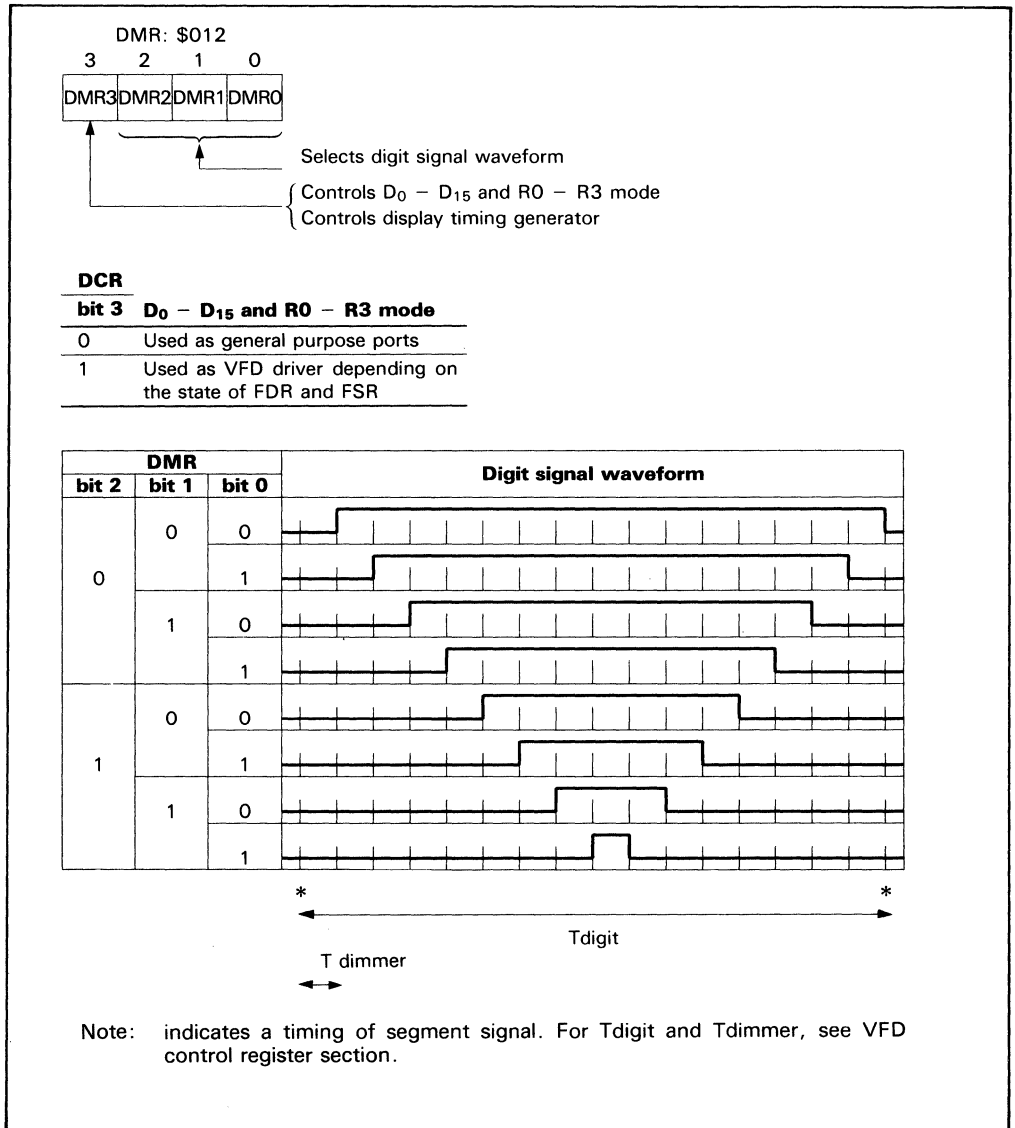 DMR: $012
3 2 1 0
DMR3 DMR2 DMR1 DMR0
Selects digit signal waveform
Controls D0 – D15 and R0 – R3 mode
Controls display timing generator
DCR
bit 3 D0 – D15 and R0 – R3 mode
0 Used as general purpose ports
1 Used as VFD driver depending on
the state of FDR and FSR
DMR Digit signal waveform
bit 2 bit 1 bit 0
0 0
0 1
1 0
1
0 0
1 1
1 0
1
* *
Tdigit
T dimmer
Note: indicates a timing of segment signal. For Tdigit and Tdimmer, see VFD
control register section.